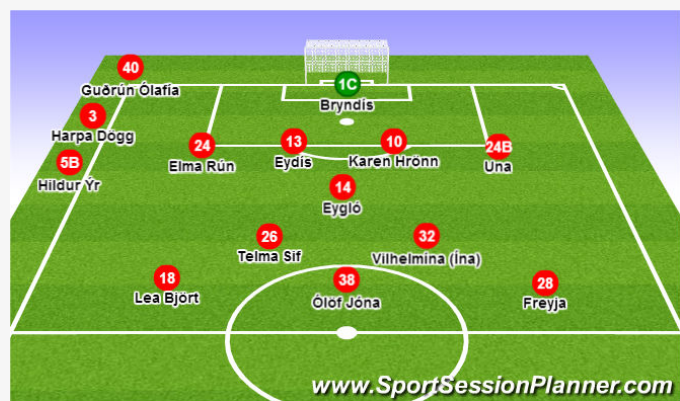 40
Guðrún Ólafía
1C
Bryndís
3
Harpa Dögg
24
Elma Rún
13
Eydís
10
Karen Hrönn
24B
Una
5B
Hildur Ýr
14
Eygló
26
Telma Sif
32
Vilhelmína (Ína)
18
Lea Björt
38
Ólöf Jóna
28
Freyja
www.SportSessionPlanner.com